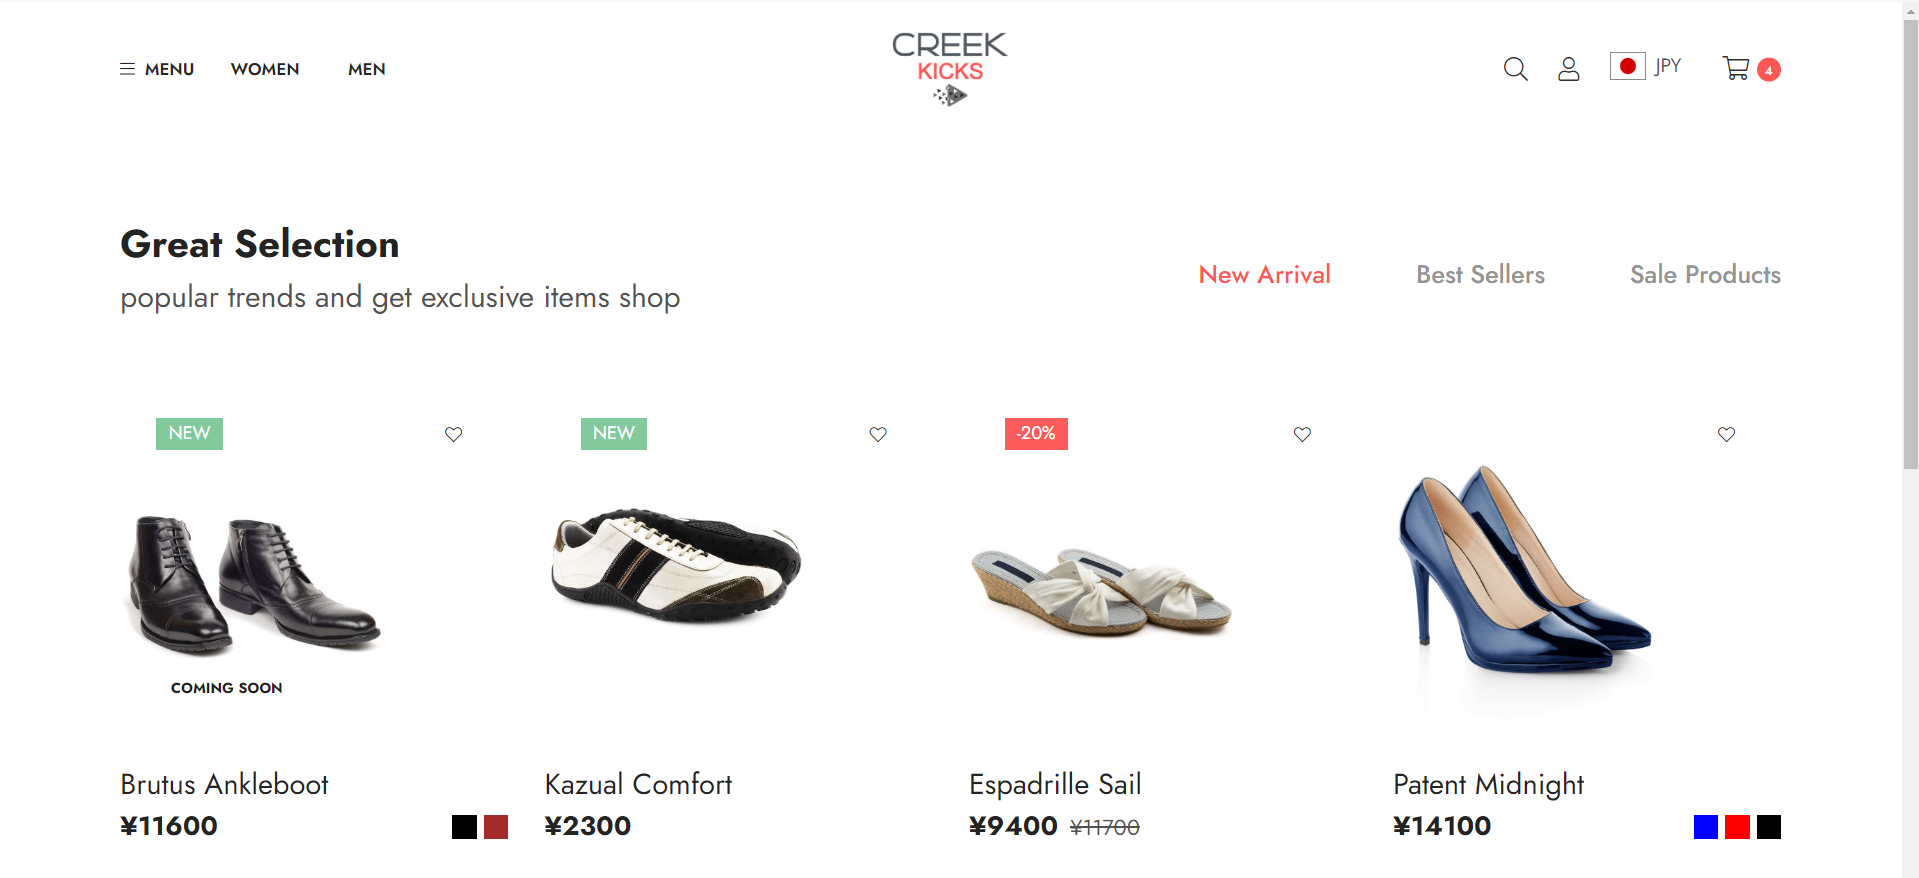 MENU WOMEN MEN
CREEK
KICKS
JPY 4
Great Selection
popular trends and get exclusive items shop
New Arrival Best Sellers Sale Products
NEW
COMING SOON
Brutus Ankleboot
¥11600
NEW
Kazual Comfort
¥2300
-20%
Espadrille Sail
¥9400 ¥11700
Patent Midnight
¥14100